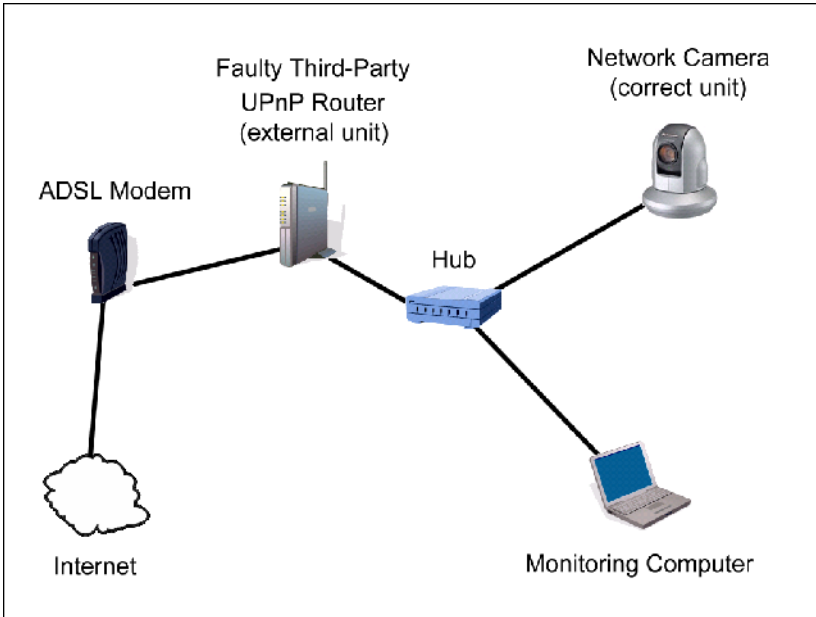 Faulty Third-Party
UPnP Router
(external unit)
Network Camera
(correct unit)
ADSL Modem
Hub
Internet
Monitoring Computer